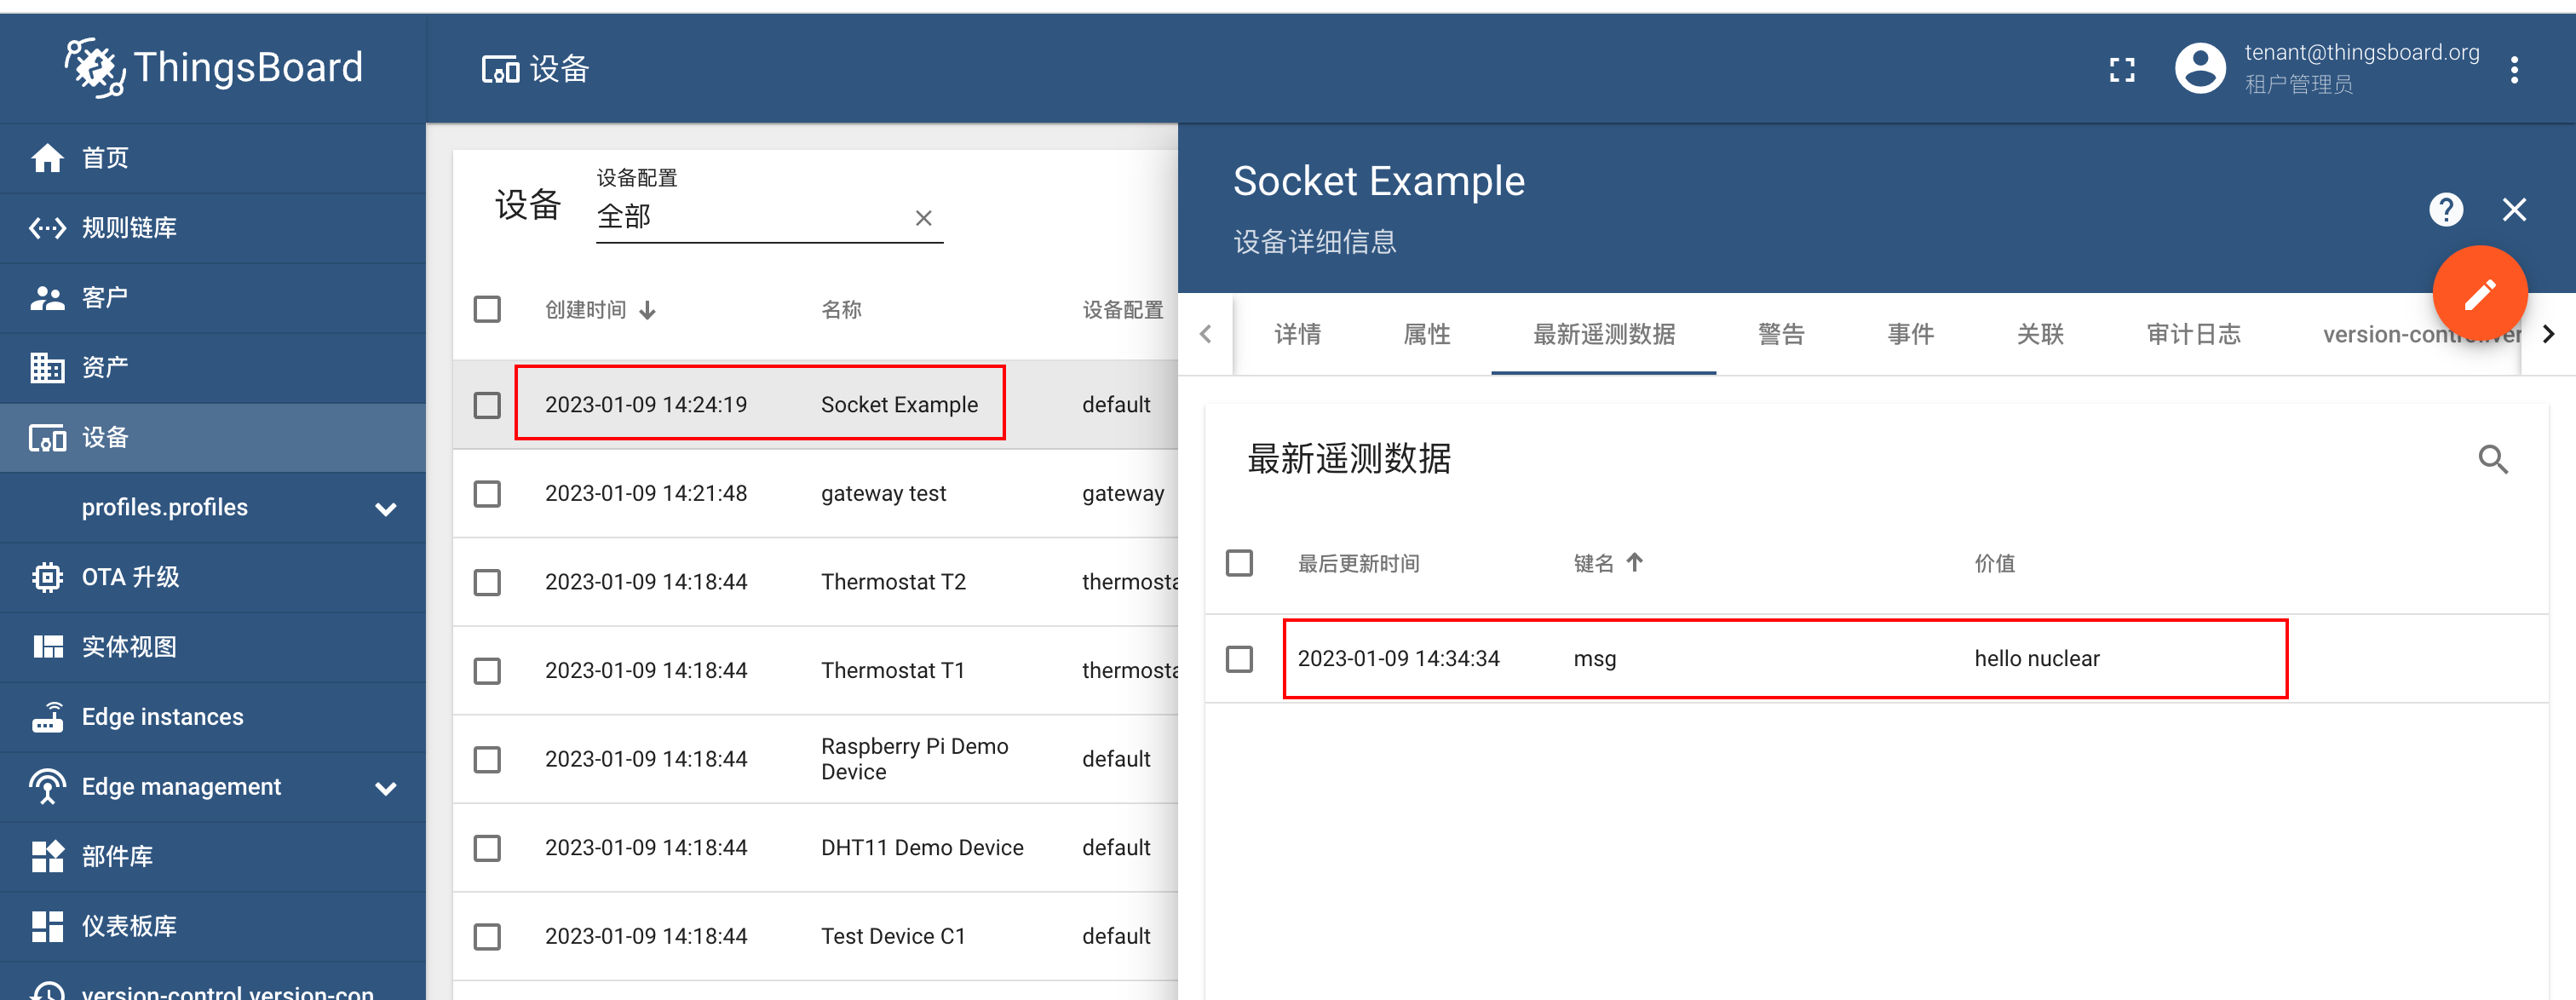 ThingsBoard
设备
tenant@thingsboard.org
租户管理员
首页
规则链库
客户
资产
设备
profiles.profiles
OTA 升级
实体视图
Edge instances
Edge management
部件库
仪表板库
version-control.version-con
设备
设备配置
全部
创建时间
名称
设备配置
2023-01-09 14:24:19
Socket Example
default
2023-01-09 14:21:48
gateway test
gateway
2023-01-09 14:18:44
Thermostat T2
thermosta
2023-01-09 14:18:44
Thermostat T1
thermosta
2023-01-09 14:18:44
Raspberry Pi Demo
Device
default
2023-01-09 14:18:44
DHT11 Demo Device
default
2023-01-09 14:18:44
Test Device C1
default
Socket Example
设备详细信息
详情
属性
最新遥测数据
警告
事件
关联
审计日志
最新遥测数据
最后更新时间
键名
价值
2023-01-09 14:34:34
msg
hello nuclear